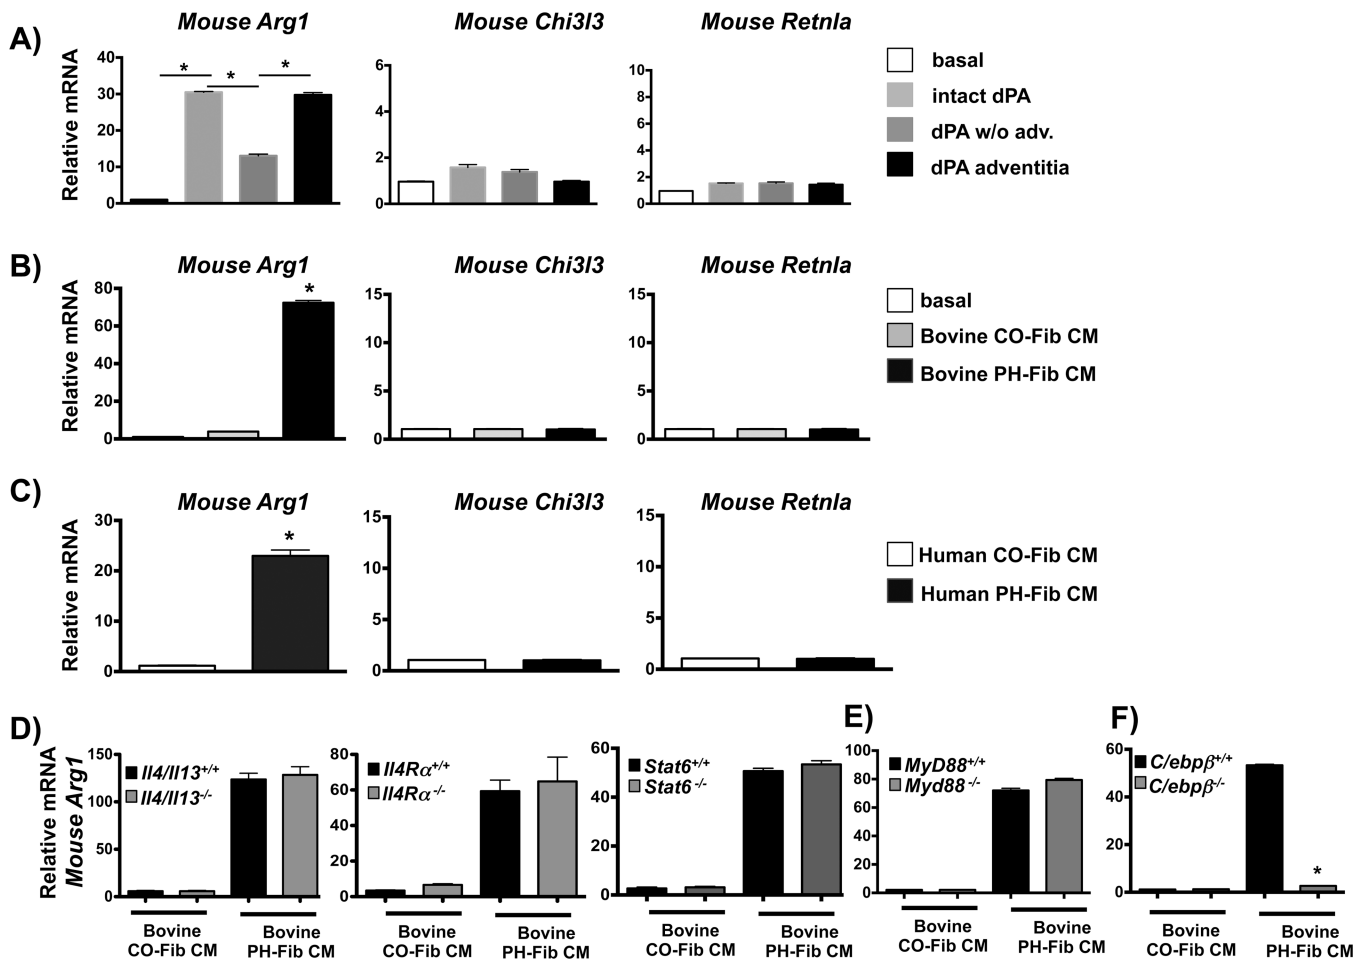 A)
Mouse Arg1
Mouse Chi3l3
Mouse Retnla
Relative mRNA
40
30
20
10
0
* * *
6
4
2
0
10
8
6
4
2
0
basal
intact dPA
dPA w/o adv.
dPA adventitia
B)
Mouse Arg1
Mouse Chi3l3
Mouse Retnla
Relative mRNA
80
60
40
20
0
*
15
10
5
0
15
10
5
0
basal
Bovine CO-Fib CM
Bovine PH-Fib CM
C)
Mouse Arg1
Mouse Chi3l3
Mouse Retnla
Relative mRNA
30
20
10
0
*
15
10
5
0
15
10
5
0
Human CO-Fib CM
Human PH-Fib CM
D)
Relative mRNA
Mouse Arg1
150
100
50
0
Il4/Il13+/+
Il4/Il13-/-
Bovine
CO-Fib CM
Bovine
PH-Fib CM
80
60
40
20
0
Il4Rα+/+
Il4Rα-/-
Bovine
CO-Fib CM
Bovine
PH-Fib CM
60
40
20
0
Stat6+/+
Stat6-/-
Bovine
CO-Fib CM
Bovine
PH-Fib CM
E)
100
80
60
40
20
0
MyD88+/+
Myd88-/-
Bovine
CO-Fib CM
Bovine
PH-Fib CM
F)
60
40
20
0
C/ebpβ+/+
C/ebpβ-/-
*
Bovine
CO-Fib CM
Bovine
PH-Fib CM